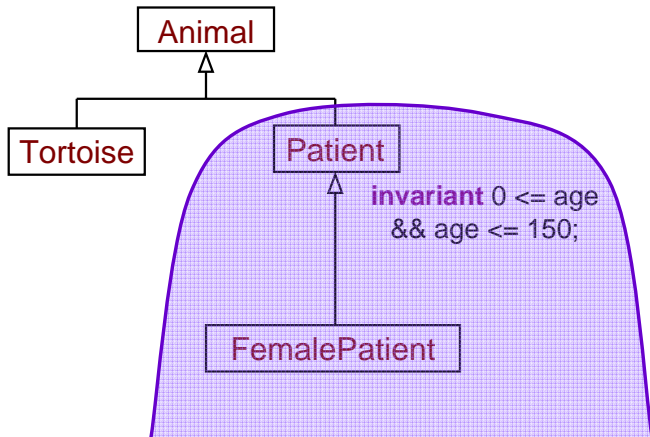 Animal
Tortoise
Patient
invariant 0 <= age
&& age <= 150;
FemalePatient